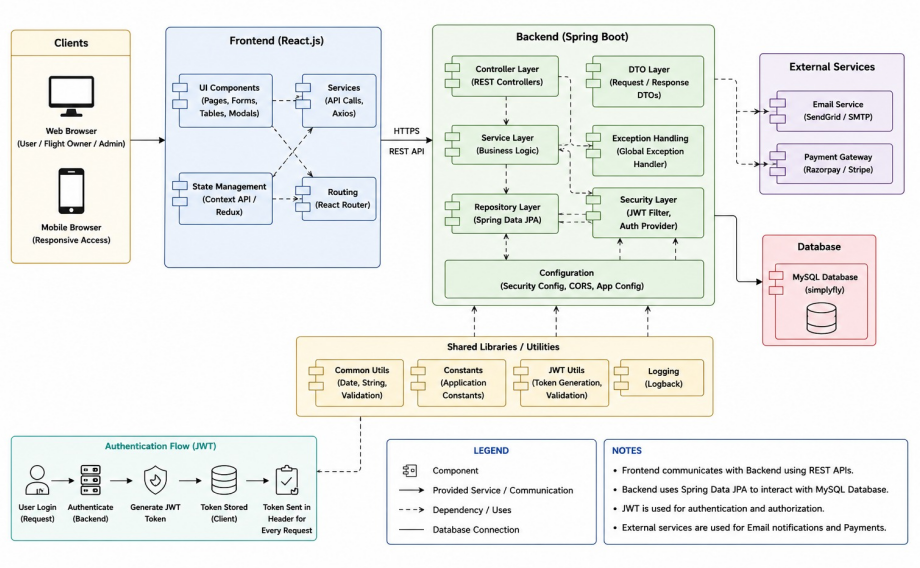 Clients
Web Browser
(User / Flight Owner / Admin)
Mobile Browser
(Responsive Access)
Frontend (React.js)
UI Components
(Pages, Forms,
Tables, Modals)
Services
(API Calls,
Axios)
State Management
(Context API /
Redux)
Routing
(React Router)
HTTPS
REST API
Backend (Spring Boot)
Controller Layer
(REST Controllers)
DTO Layer
(Request / Response
DTOs)
Service Layer
(Business Logic)
Exception Handling
(Global Exception
Handler)
Repository Layer
(Spring Data JPA)
Security Layer
(JWT Filter,
Auth Provider)
Configuration
(Security Config, CORS, App Config)
External Services
Email Service
(SendGrid / SMTP)
Payment Gateway
(Razorpay / Stripe)
Database
MySQL Database
(simplyfly)
Shared Libraries / Utilities
Common Utils
(Date, String,
Validation)
Constants
(Application
Constants)
JWT Utils
(Token Generation,
Validation)
Logging
(Logback)
Authentication Flow (JWT)
User Login
(Request)
Authenticate
(Backend)
Generate JWT
Token
Token Stored
(Client)
Token Sent in
Header for
Every Request
LEGEND
Component
Provided Service / Communication
Dependency / Uses
Database Connection
NOTES
• Frontend communicates with Backend using REST APIs.
• Backend uses Spring Data JPA to interact with MySQL Database.
• JWT is used for authentication and authorization.
• External services are used for Email notifications and Payments.